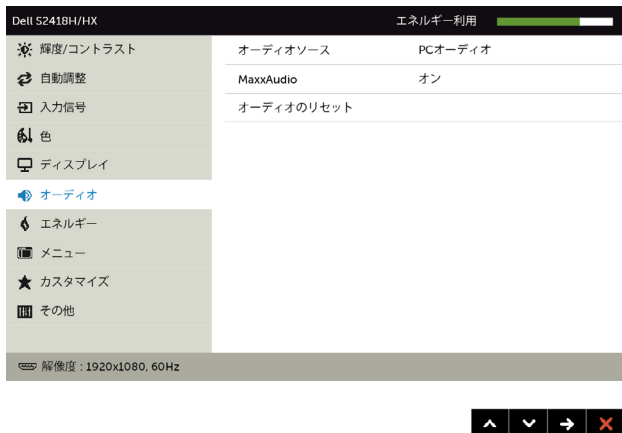 Dell S2418H/HX エネルギー利用
輝度/コントラスト オーディオソース PCオーディオ
自動調整 MaxxAudio オン
入力信号 オーディオのリセット
色
ディスプレイ
オーディオ
エネルギー
メニュー
カスタマイズ
その他
解像度 : 1920x1080, 60Hz